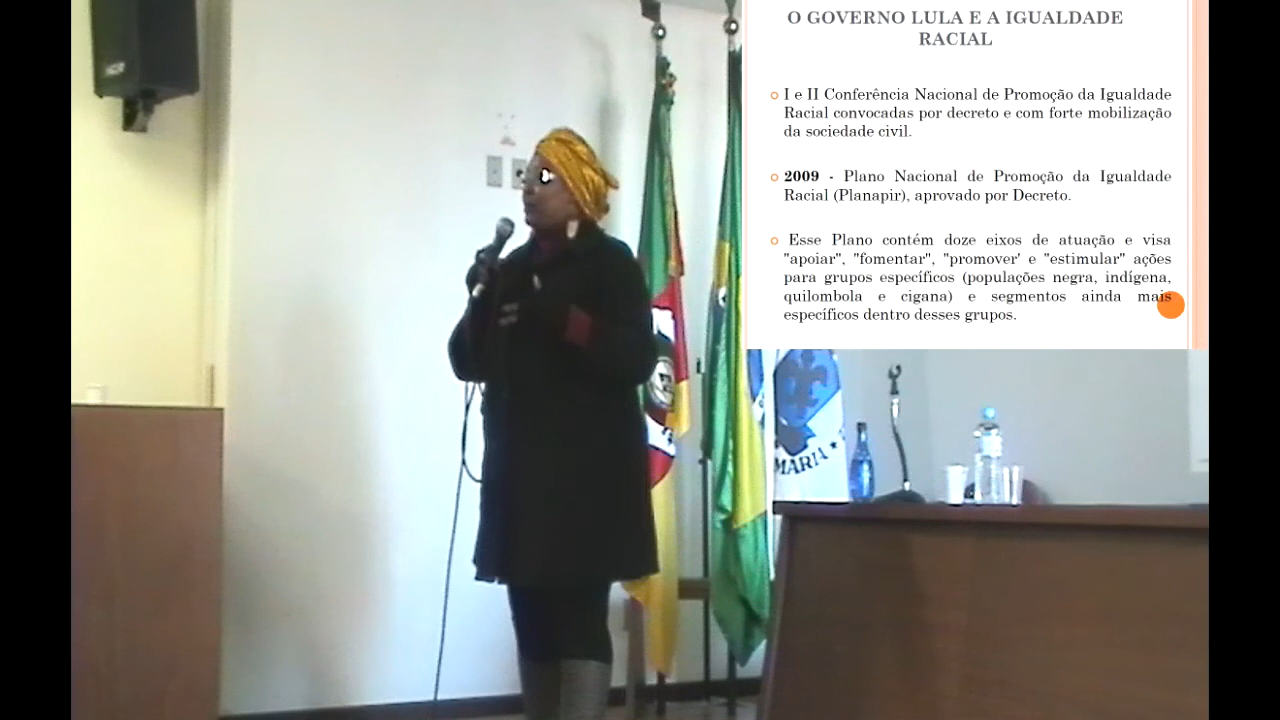 O GOVERNO LULA E A IGUALDADE
RACIAL
I e II Conferência Nacional de Promoção da Igualdade
Racial convocadas por decreto e com forte mobilização
da sociedade civil.
2009 - Plano Nacional de Promoção da Igualdade
Racial (Planapir), aprovado por Decreto.
Esse Plano contém doze eixos de atuação e visa
"apoiar", "fomentar", "promover' e "estimular" ações
para grupos específicos (populações negra, indígena,
quilombola e cigana) e segmentos ainda mais
específicos dentro desses grupos.
MARIA